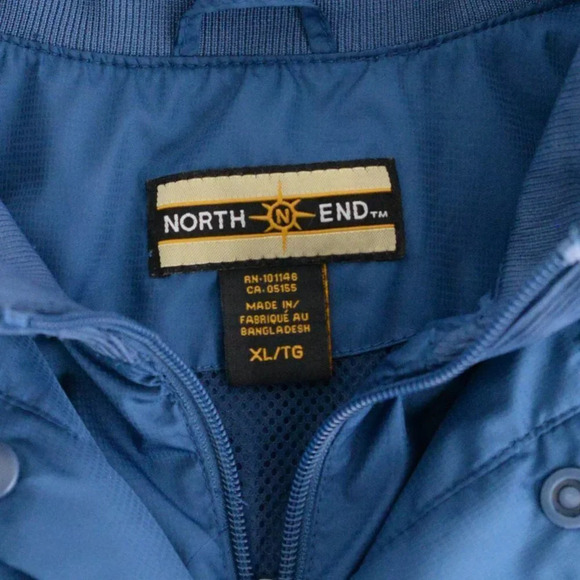 NORTH N END™
RN·101146
CA·05155
MADE IN/
FABRIQUÉ AU
BANGLADESH
XL/TG